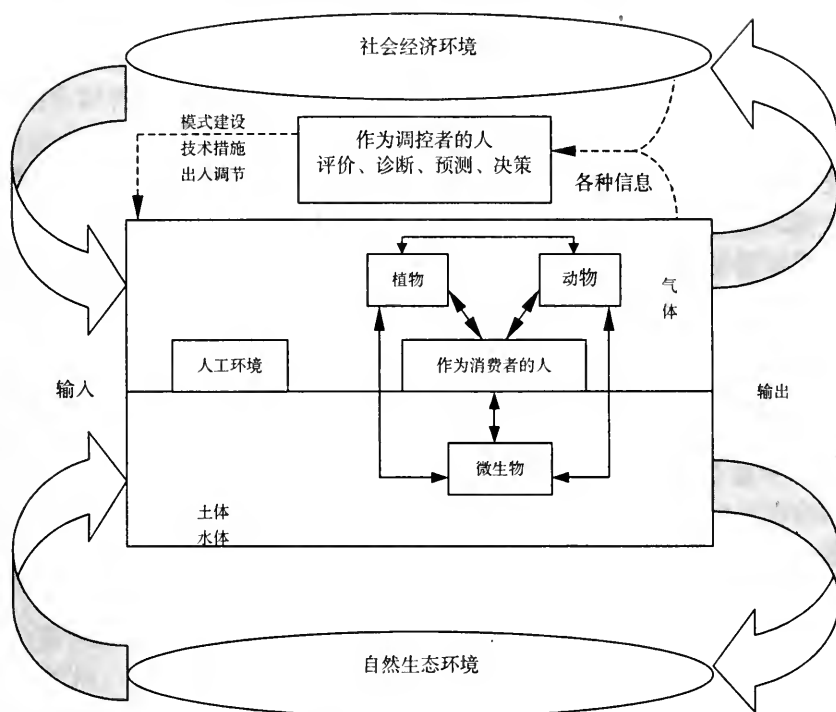 社会经济环境
模式建设
技术措施
出入调节
作为调控者的人
评价、诊断、预测、决策
各种信息
植物
动物
气
体
人工环境
作为消费者的人
输入
输出
微生物
土体
水体
自然生态环境